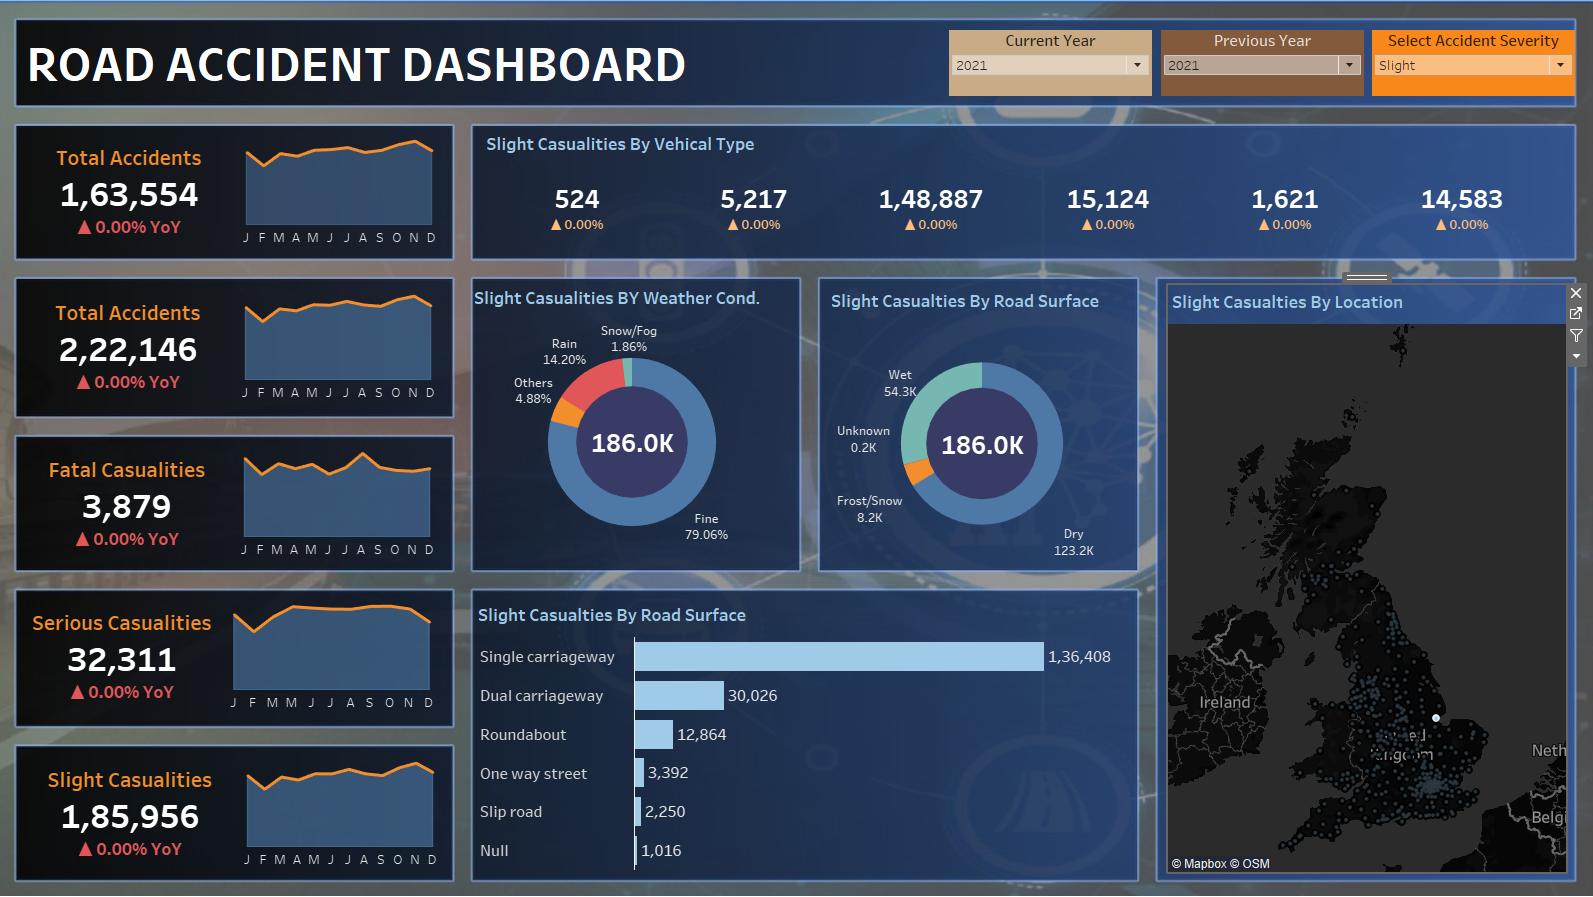 ROAD ACCIDENT DASHBOARD
Current Year
2021
Previous Year
2021
Select Accident Severity
Slight
Total Accidents
1,63,554
▲ 0.00% YoY
J F M A M J J A S O N D
Slight Casualities By Vehical Type
524
5,217
1,48,887
15,124
1,621
14,583
▲ 0.00%
▲ 0.00%
▲ 0.00%
▲ 0.00%
▲ 0.00%
▲ 0.00%
Total Accidents
2,22,146
▲ 0.00% YoY
J F M A M J J A S O N D
Fatal Casualities
3,879
▲ 0.00% YoY
J F M A M J J A S O N D
Serious Casualities
32,311
▲ 0.00% YoY
J F M A M J J A S O N D
Slight Casualities
1,85,956
▲ 0.00% YoY
J F M A M J J A S O N D
Slight Casualities BY Weather Cond.
Snow/Fog
1.86%
Rain
14.20%
Others
4.88%
186.0K
Fine
79.06%
Slight Casualties By Road Surface
Wet
54.3K
Unknown
0.2K
186.0K
Frost/Snow
8.2K
Dry
123.2K
Slight Casualties By Road Surface
Single carriageway 1,36,408
Dual carriageway 30,026
Roundabout 12,864
One way street 3,392
Slip road 2,250
Null 1,016
Slight Casualties By Location
Ireland
Neth
Belgi
© Mapbox © OSM